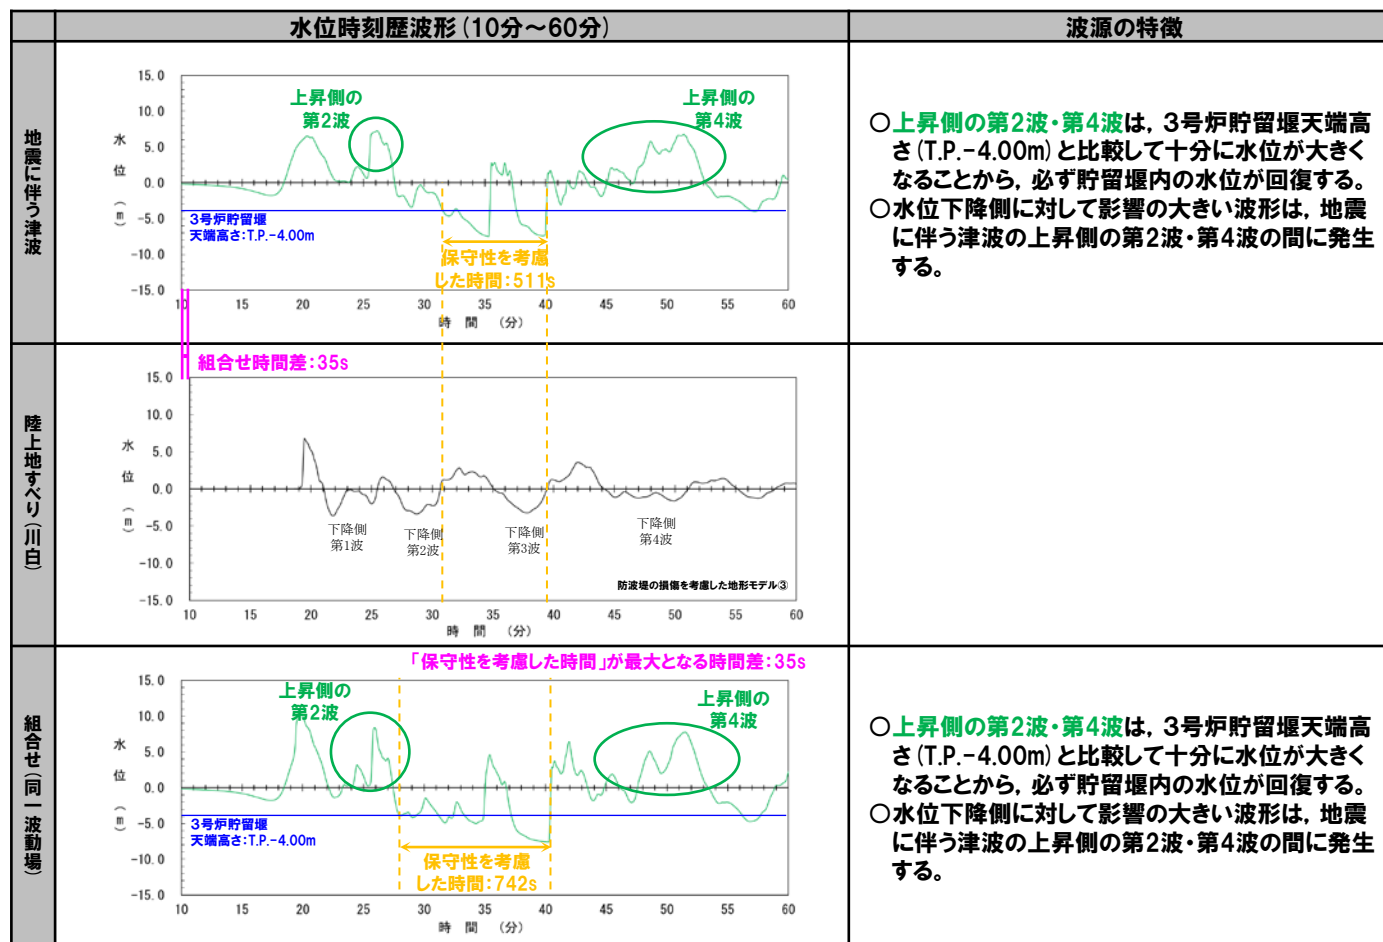 水位時刻歴波形(10分～60分)
波源の特徴
地震に伴う津波
15.0
10.0
5.0
0.0
-5.0
-10.0
-15.0
水位(m)
上昇側の
第2波
上昇側の
第4波
3号炉貯留堰
天端高さ:T.P.-4.00m
保守性を考慮
した時間:511s
10 15 20 25 30 35 40 45 50 55 60
時 間 (分)
○上昇側の第2波・第4波は，3号炉貯留堰天端高
さ(T.P.-4.00m)と比較して十分に水位が大きく
なることから，必ず貯留堰内の水位が回復する。
○水位下降側に対して影響の大きい波形は，地震
に伴う津波の上昇側の第2波・第4波の間に発生
する。
組合せ時間差:35s
陸上地すべり(川白)
15.0
10.0
5.0
0.0
-5.0
-10.0
-15.0
水位(m)
下降側
第1波
下降側
第2波
下降側
第3波
下降側
第4波
防波堤の損傷を考慮した地形モデル③
10 15 20 25 30 35 40 45 50 55 60
時 間 (分)
組合せ(同一波動場)
「保守性を考慮した時間」が最大となる時間差:35s
15.0
10.0
5.0
0.0
-5.0
-10.0
-15.0
水位(m)
上昇側の
第2波
上昇側の
第4波
3号炉貯留堰
天端高さ:T.P.-4.00m
保守性を考慮
した時間:742s
10 15 20 25 30 35 40 45 50 55 60
時 間 (分)
○上昇側の第2波・第4波は，3号炉貯留堰天端高
さ(T.P.-4.00m)と比較して十分に水位が大きく
なることから，必ず貯留堰内の水位が回復する。
○水位下降側に対して影響の大きい波形は，地震
に伴う津波の上昇側の第2波・第4波の間に発生
する。